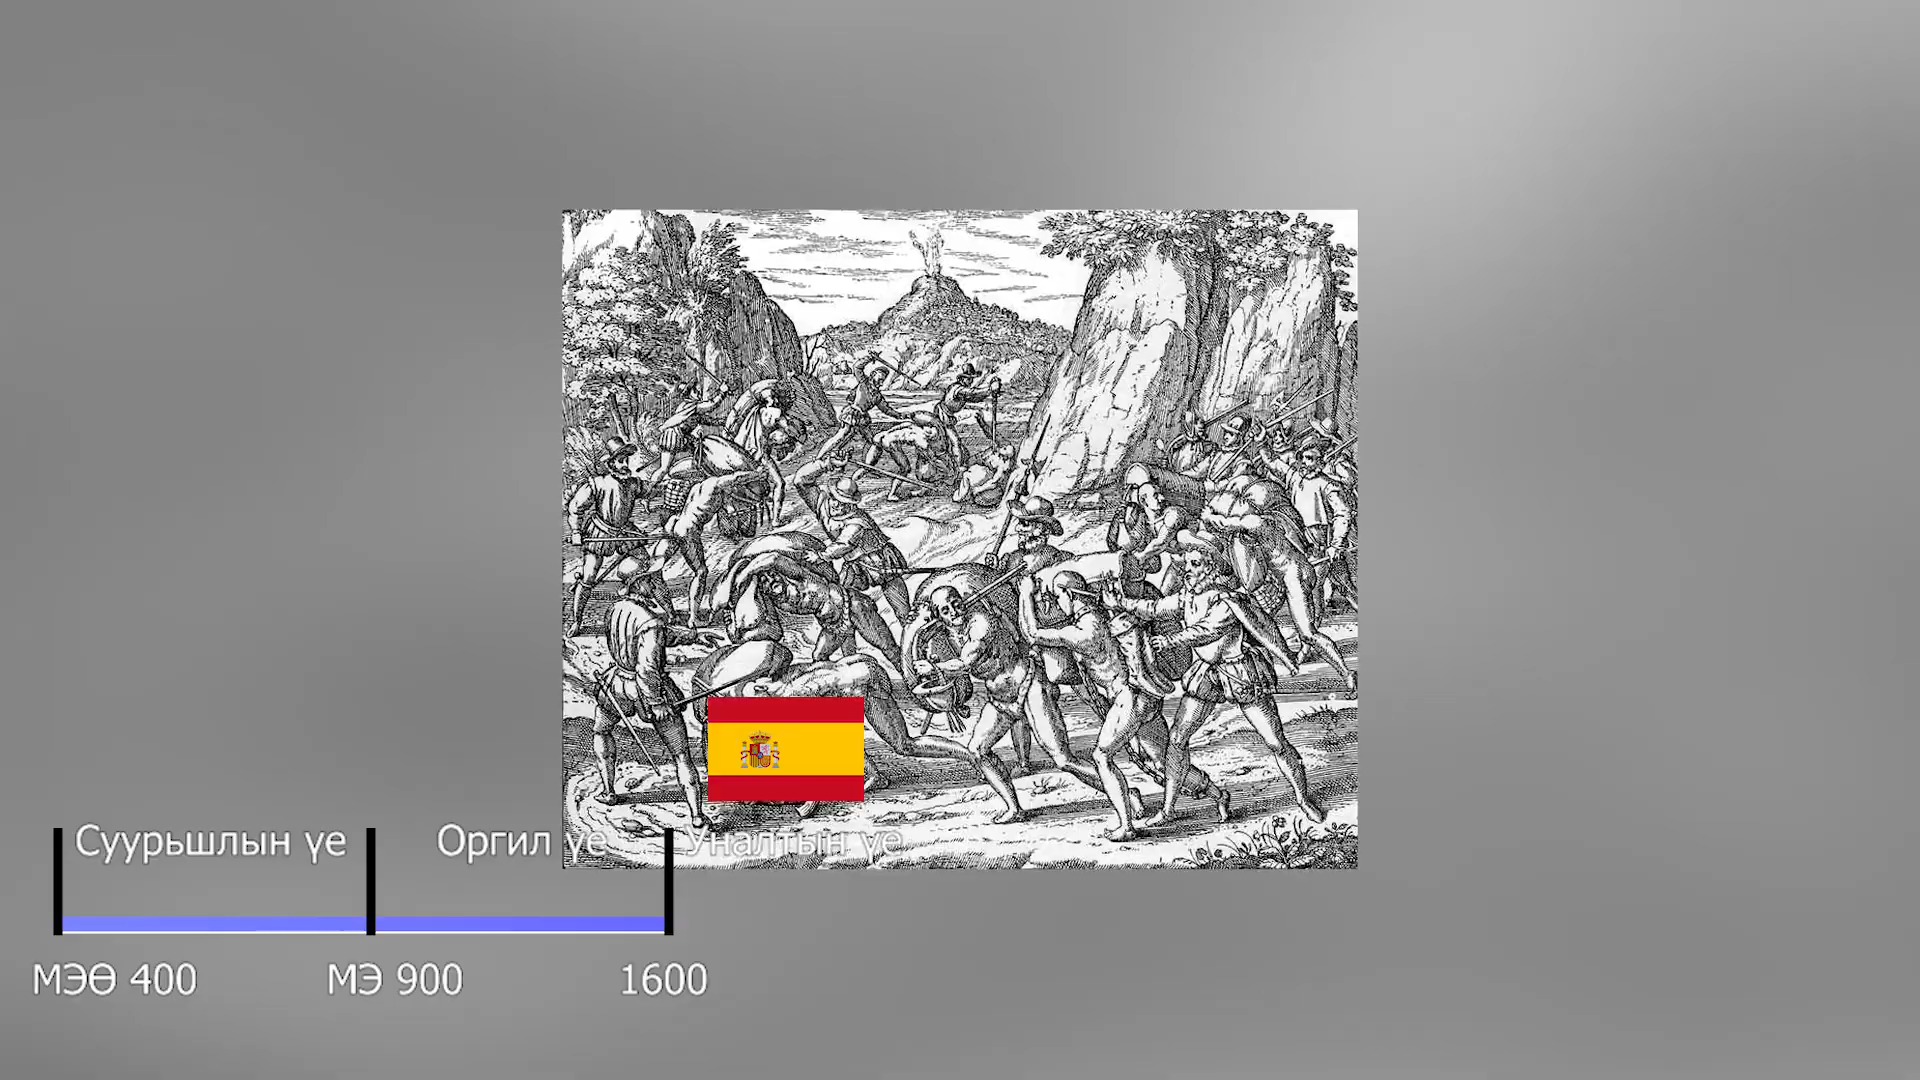 Суурьшлын үе
Оргил үе
Уналтын үе
МЭӨ 400
МЭ 900
1600